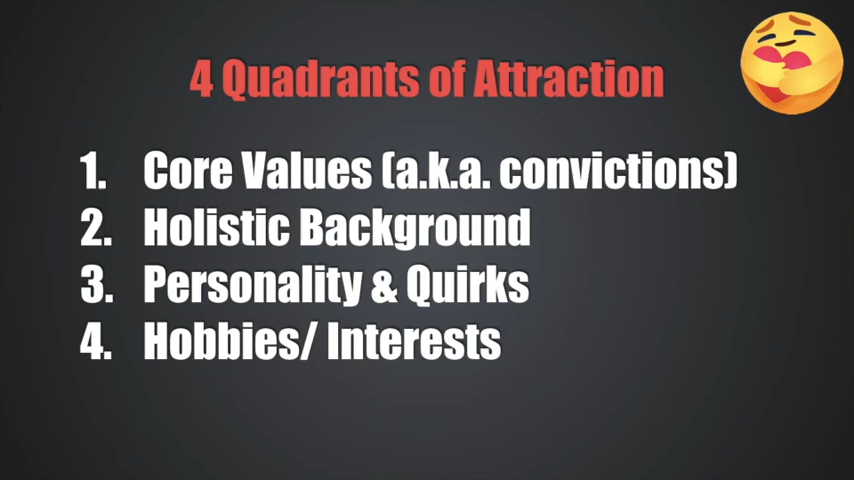 4 Quadrants of Attraction
1. Core Values (a.k.a. convictions)
2. Holistic Background
3. Personality & Quirks
4. Hobbies/ Interests